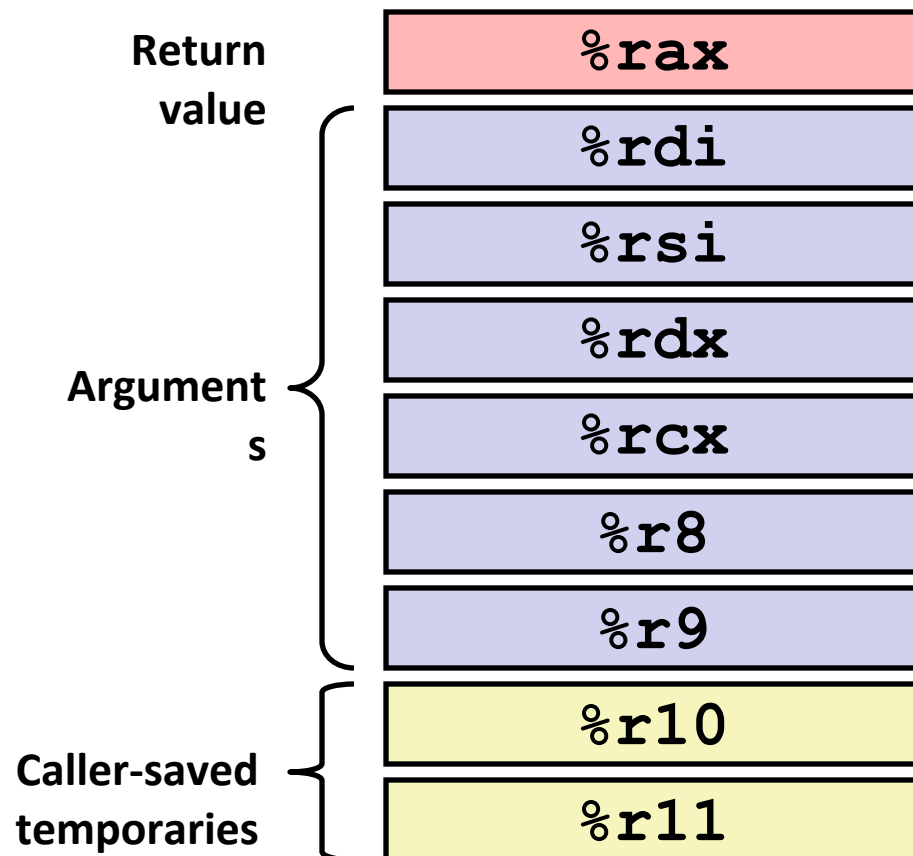 Return
value
%rax
%rdi
%rsi
%rdx
Argument
s
%rcx
%r8
%r9
%r10
Caller-saved
temporaries
%r11